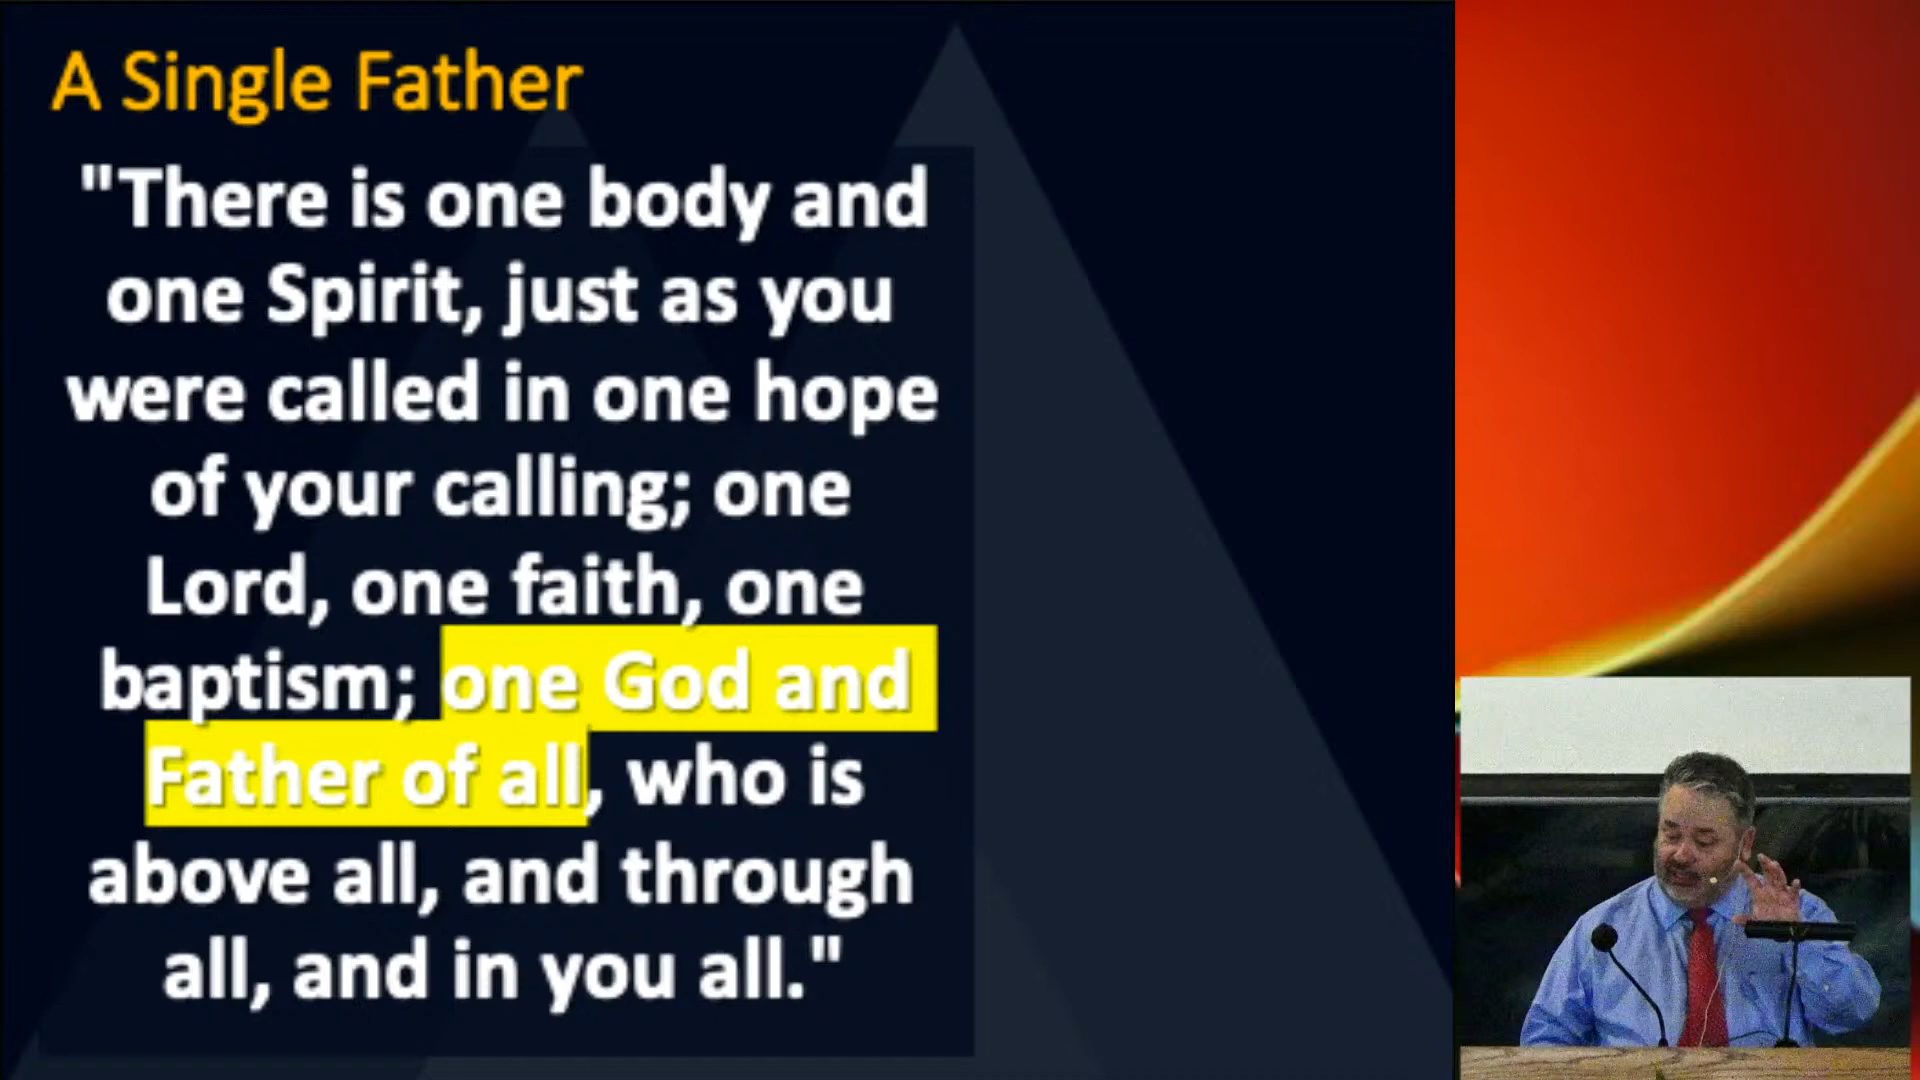 A Single Father
"There is one body and
one Spirit, just as you
were called in one hope
of your calling; one
Lord, one faith, one
baptism; one God and
Father of all, who is
above all, and through
all, and in you all."